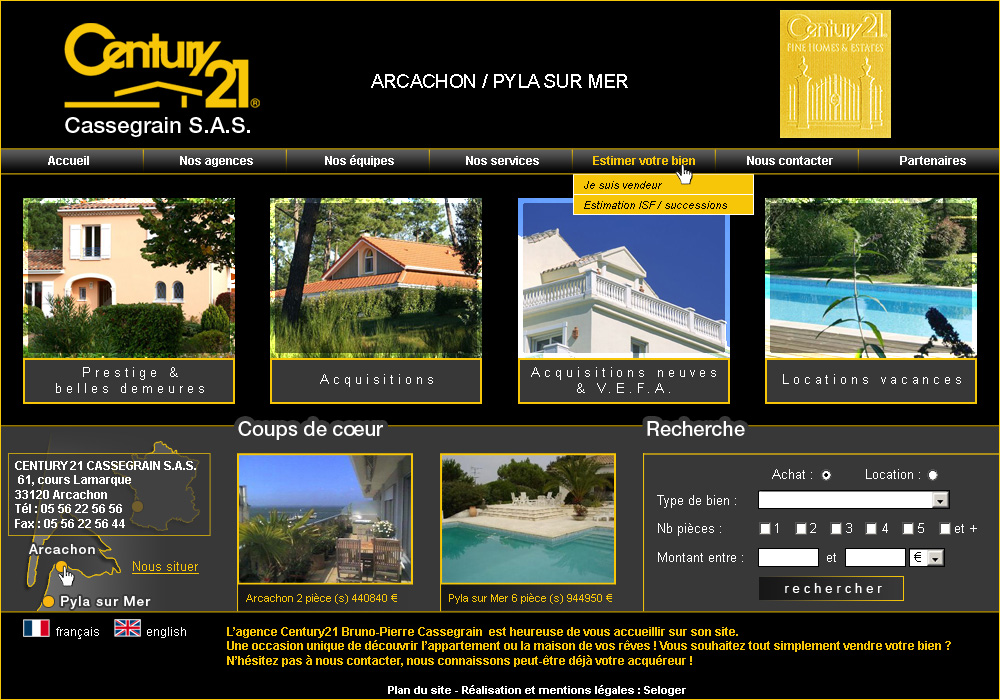 Century 21®
Cassegrain S.A.S.
ARCACHON / PYLA SUR MER
Century 21
FINE HOMES & ESTATES
Accueil
Nos agences
Nos équipes
Nos services
Estimer votre bien
Nous contacter
Partenaires
Je suis vendeur
Estimation ISF / successions
Prestige &
belles demeures
Acquisitions
Acquisitions neuves
& V.E.F.A.
Locations vacances
Coups de cœur
Recherche
CENTURY 21 CASSEGRAIN S.A.S.
61, cours Lamarque
33120 Arcachon
Tél : 05 56 22 56 56
Fax : 05 56 22 56 44
Arcachon
Nous situer
Pyla sur Mer
Arcachon 2 pièce (s) 440840 €
Pyla sur Mer 6 pièce (s) 944950 €
Achat :
Location :
Type de bien :
Nb pièces : 1 2 3 4 5 et +
Montant entre : et €
rechercher
français
english
L'agence Century21 Bruno-Pierre Cassegrain est heureuse de vous accueillir sur son site.
Une occasion unique de découvrir l'appartement ou la maison de vos rêves ! Vous souhaitez tout simplement vendre votre bien ?
N'hésitez pas à nous contacter, nous connaissons peut-être déjà votre acquéreur !
Plan du site - Réalisation et mentions légales : Seloger